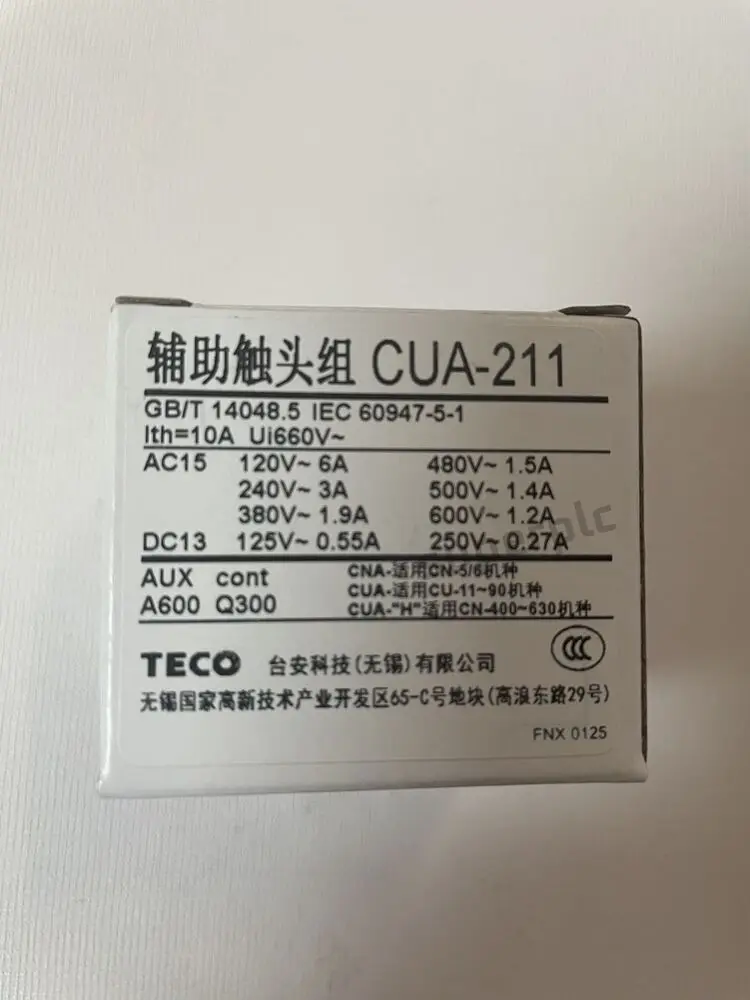 辅助触头组 CUA-211
GB/T 14048.5 IEC 60947-5-1
Ith=10A Ui660V~
AC15 120V~ 6A 480V~ 1.5A
240V~ 3A 500V~ 1.4A
380V~ 1.9A 600V~ 1.2A
DC13 125V~ 0.55A 250V~ 0.27A
AUX cont CNA-适用CN-5/6机种
CUA-适用CU-11~90机种
A600 Q300 CUA-"H"适用CN-400~630机种
TECO 台安科技(无锡)有限公司 CCC
无锡国家高新技术产业开发区65-C号地块(高浪东路29号)
FNX 0125